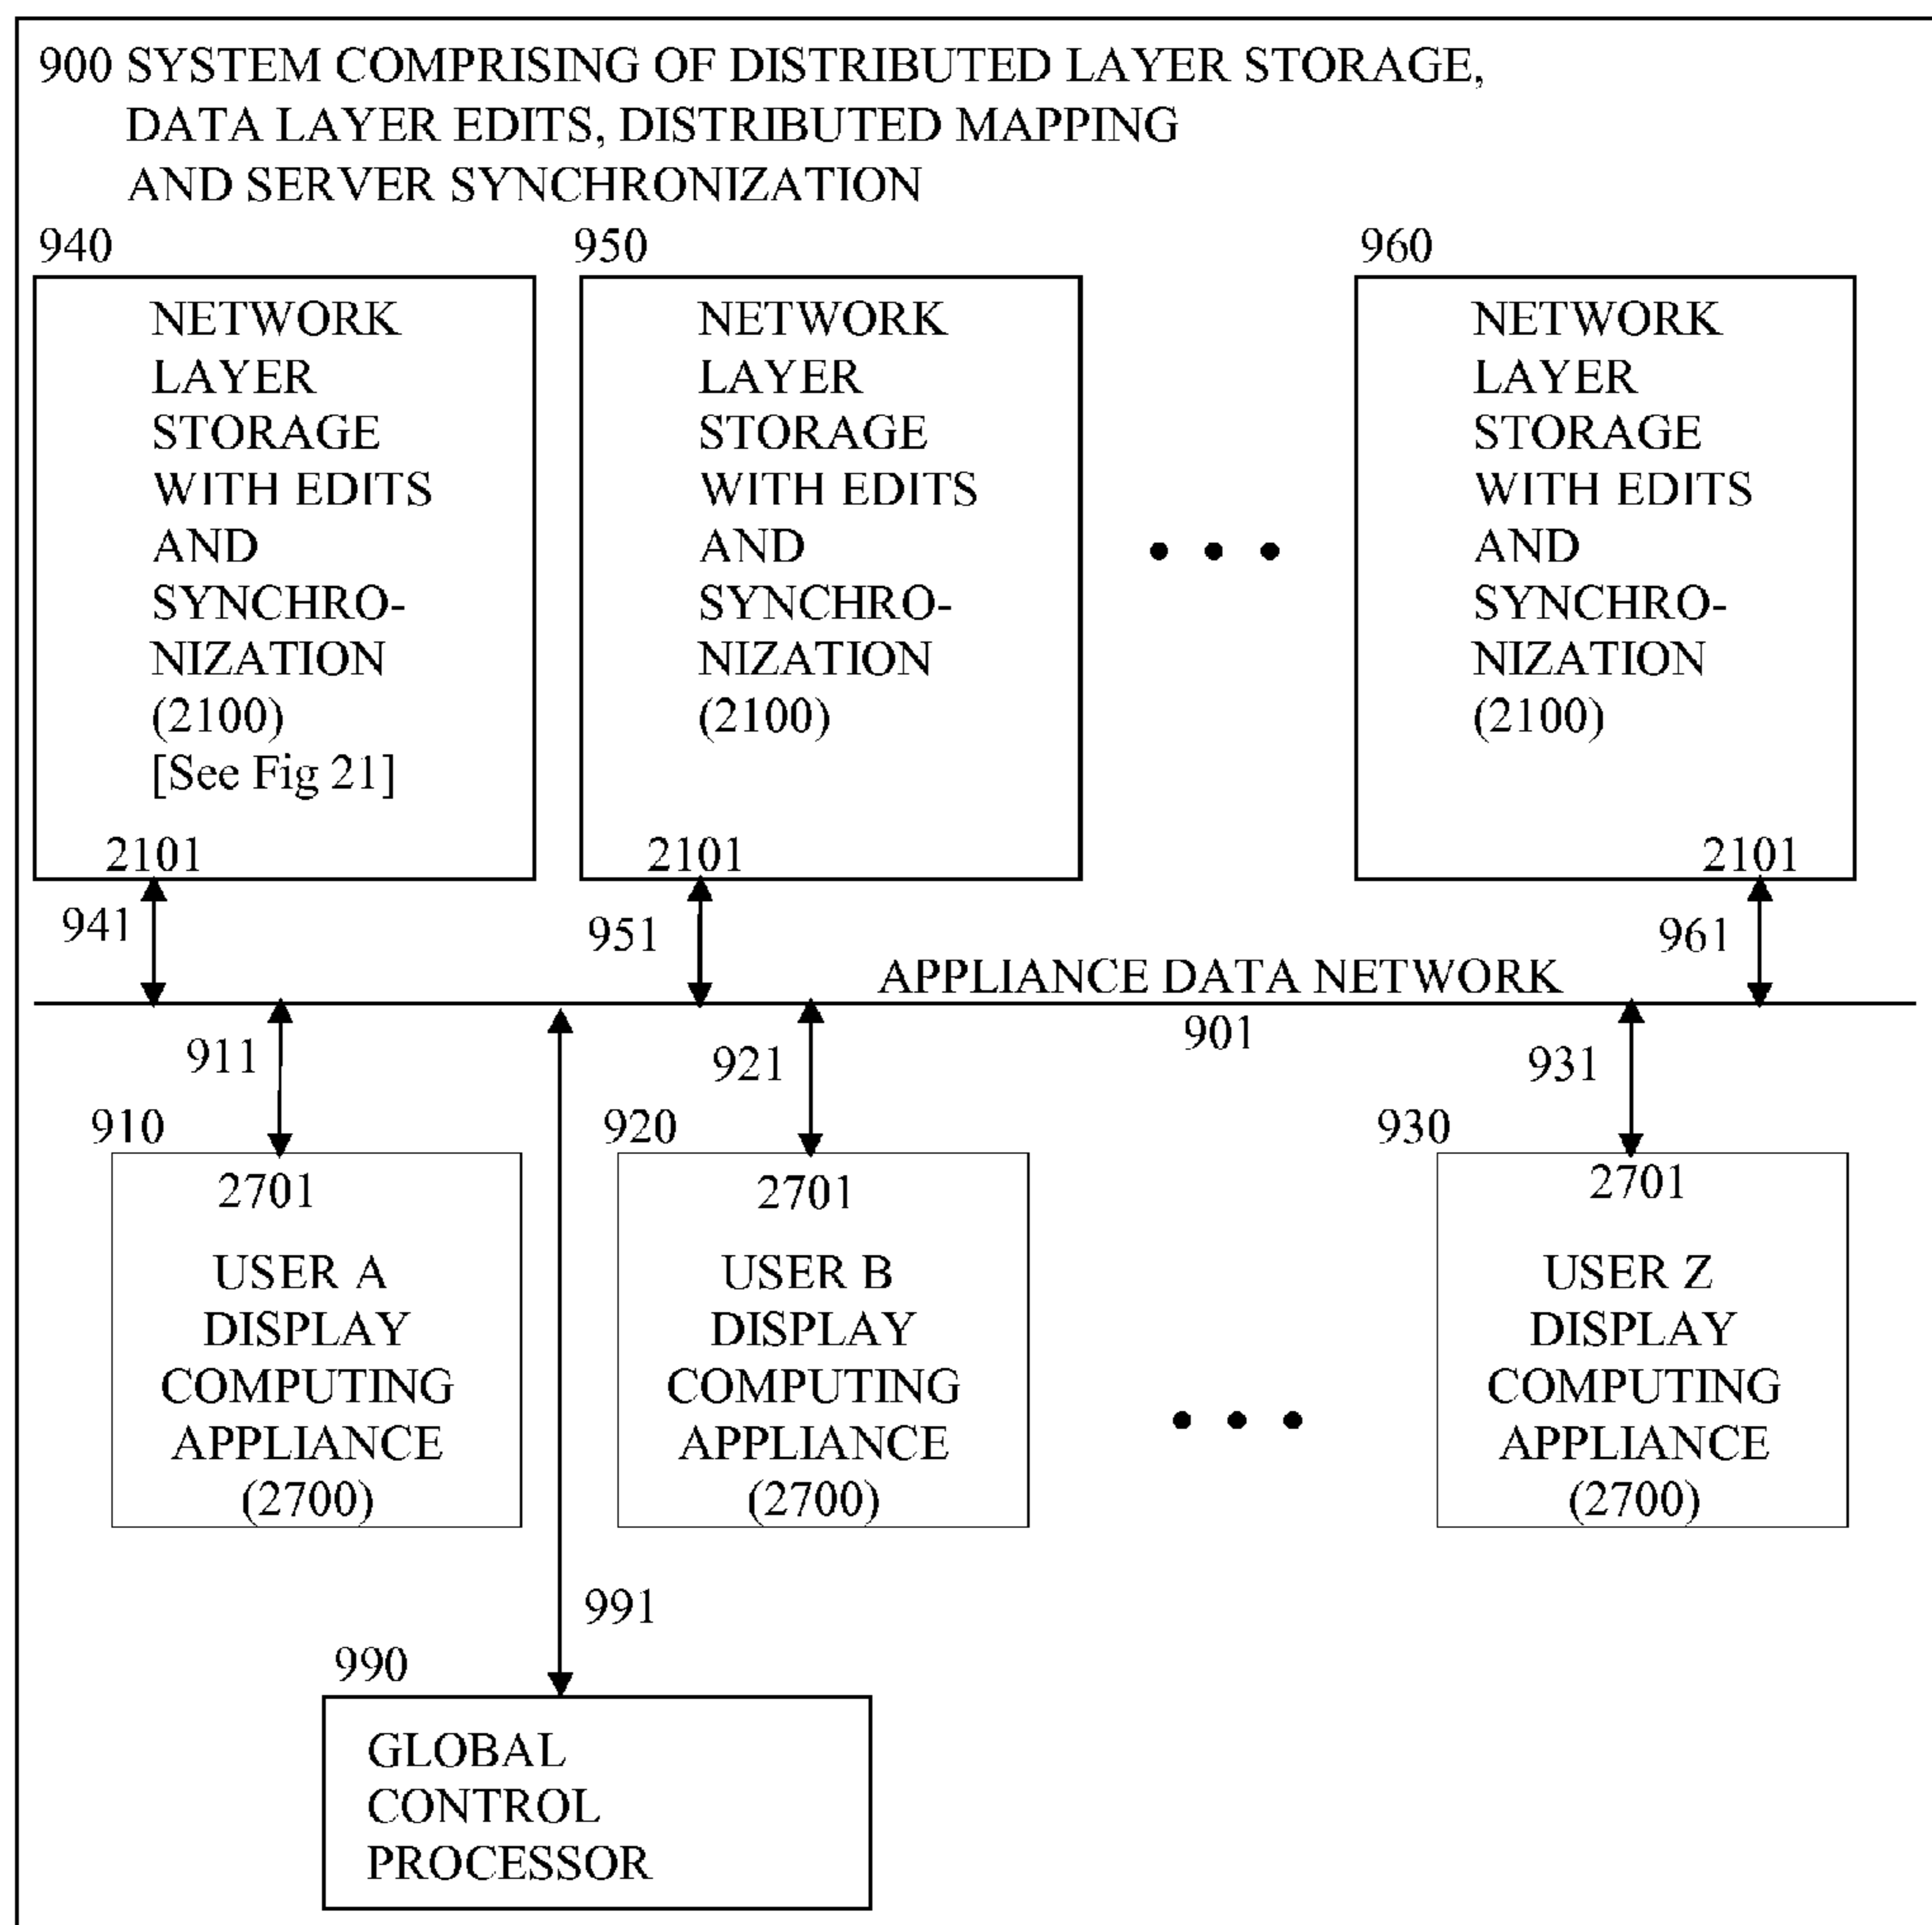 900 SYSTEM COMPRISING OF DISTRIBUTED LAYER STORAGE,
DATA LAYER EDITS, DISTRIBUTED MAPPING
AND SERVER SYNCHRONIZATION
940
NETWORK
LAYER
STORAGE
WITH EDITS
AND
SYNCHRO-
NIZATION
(2100)
[See Fig 21]
2101
950
NETWORK
LAYER
STORAGE
WITH EDITS
AND
SYNCHRO-
NIZATION
(2100)
2101
• • •
960
NETWORK
LAYER
STORAGE
WITH EDITS
AND
SYNCHRO-
NIZATION
(2100)
2101
941
951
961
APPLIANCE DATA NETWORK
901
911
921
931
910
2701
USER A
DISPLAY
COMPUTING
APPLIANCE
(2700)
920
2701
USER B
DISPLAY
COMPUTING
APPLIANCE
(2700)
• • •
930
2701
USER Z
DISPLAY
COMPUTING
APPLIANCE
(2700)
991
990
GLOBAL
CONTROL
PROCESSOR